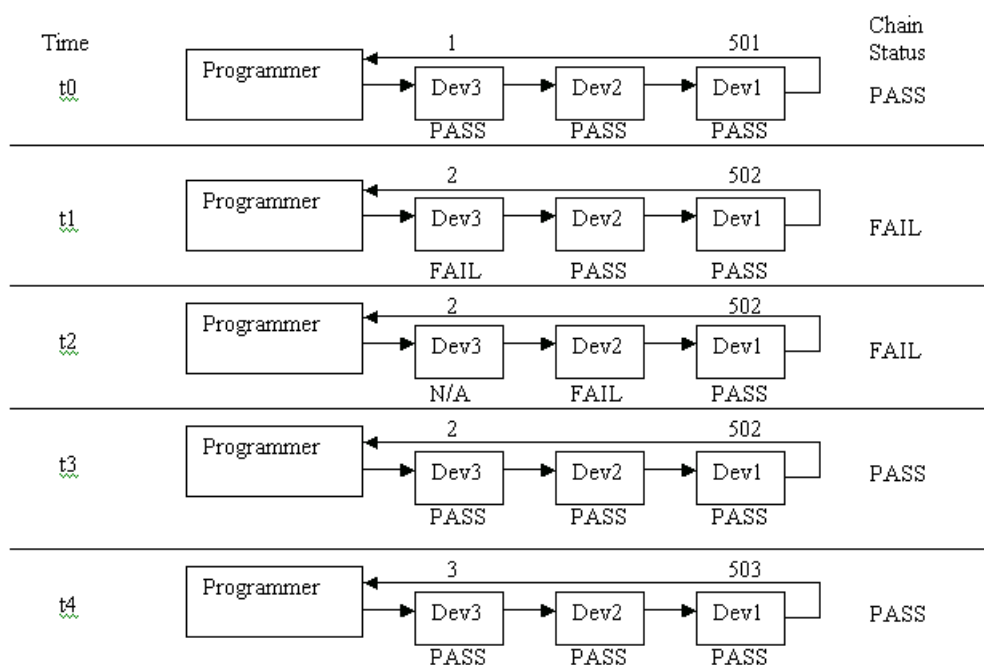 Time
1
501
Chain
Status
Programmer
t0
Dev3
Dev2
Dev1
PASS
PASS
PASS
PASS
2
502
Programmer
t1
Dev3
Dev2
Dev1
FAIL
FAIL
PASS
PASS
2
502
Programmer
t2
Dev3
Dev2
Dev1
FAIL
N/A
FAIL
PASS
2
502
Programmer
t3
Dev3
Dev2
Dev1
PASS
PASS
PASS
PASS
3
503
Programmer
t4
Dev3
Dev2
Dev1
PASS
PASS
PASS
PASS